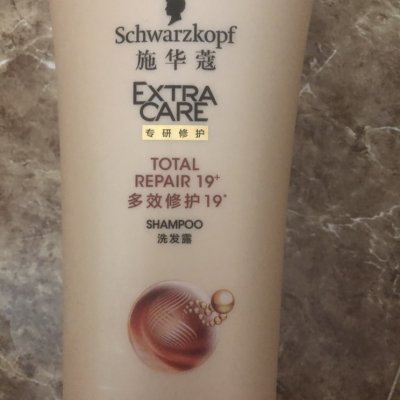 Schwarzkopf
施华蔻
EXTRA
CARE
专研修护
TOTAL
REPAIR 19+
多效修护19*
SHAMPOO
洗发露